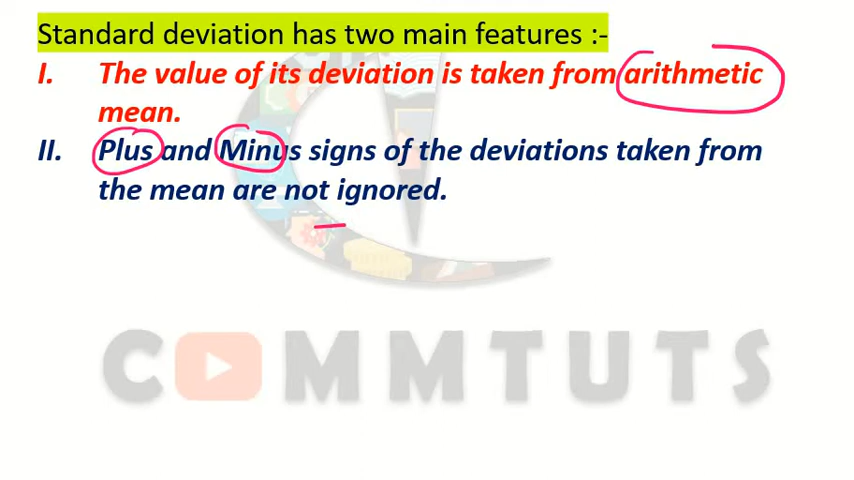 Standard deviation has two main features :-
I. The value of its deviation is taken from arithmetic
mean.
II. Plus and Minus signs of the deviations taken from
the mean are not ignored.
COMMTUTS